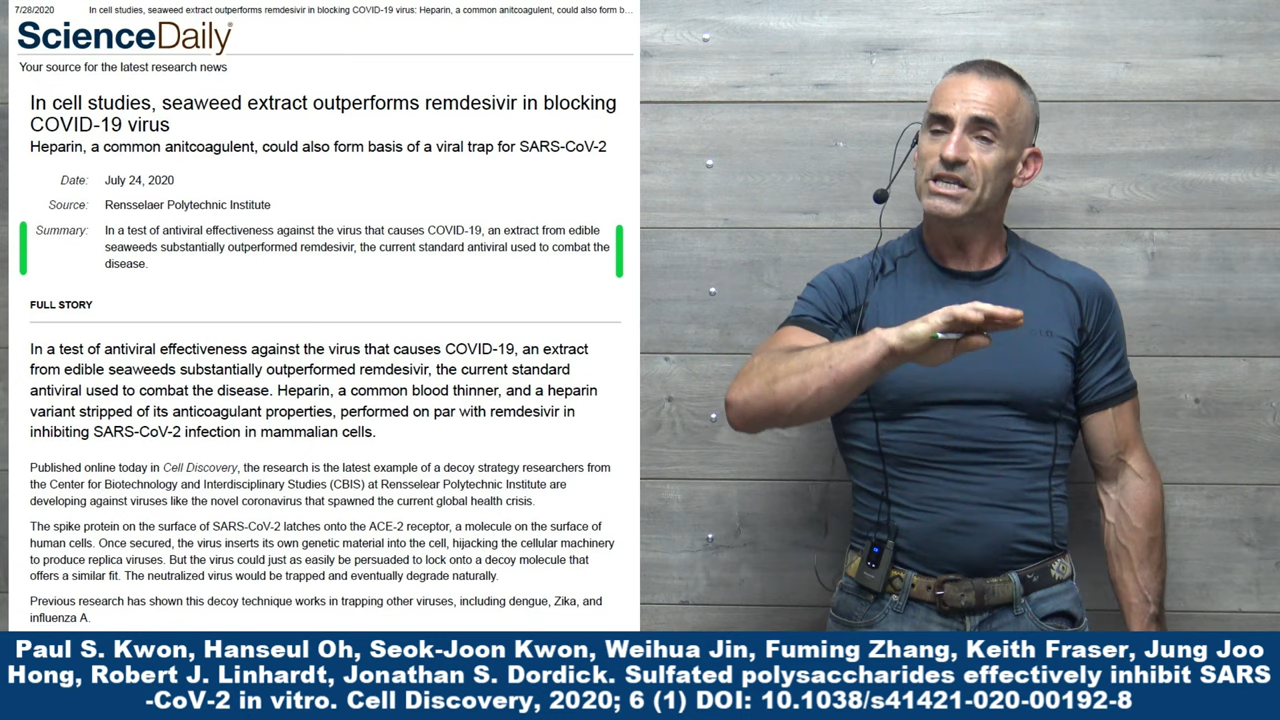 7/28/2020 In cell studies, seaweed extract outperforms remdesivir in blocking COVID-19 virus: Heparin, a common anitcoagulent, could also form b…
ScienceDaily®
Your source for the latest research news
In cell studies, seaweed extract outperforms remdesivir in blocking
COVID-19 virus
Heparin, a common anitcoagulent, could also form basis of a viral trap for SARS-CoV-2
Date: July 24, 2020
Source: Rensselaer Polytechnic Institute
Summary: In a test of antiviral effectiveness against the virus that causes COVID-19, an extract from edible
seaweeds substantially outperformed remdesivir, the current standard antiviral used to combat the
disease.
FULL STORY
In a test of antiviral effectiveness against the virus that causes COVID-19, an extract
from edible seaweeds substantially outperformed remdesivir, the current standard
antiviral used to combat the disease. Heparin, a common blood thinner, and a heparin
variant stripped of its anticoagulant properties, performed on par with remdesivir in
inhibiting SARS-CoV-2 infection in mammalian cells.
Published online today in Cell Discovery, the research is the latest example of a decoy strategy researchers from
the Center for Biotechnology and Interdisciplinary Studies (CBIS) at Rensselear Polytechnic Institute are
developing against viruses like the novel coronavirus that spawned the current global health crisis.
The spike protein on the surface of SARS-CoV-2 latches onto the ACE-2 receptor, a molecule on the surface of
human cells. Once secured, the virus inserts its own genetic material into the cell, hijacking the cellular machinery
to produce replica viruses. But the virus could just as easily be persuaded to lock onto a decoy molecule that
offers a similar fit. The neutralized virus would be trapped and eventually degrade naturally.
Previous research has shown this decoy technique works in trapping other viruses, including dengue, Zika, and
influenza A.
Paul S. Kwon, Hanseul Oh, Seok-Joon Kwon, Weihua Jin, Fuming Zhang, Keith Fraser, Jung Joo
Hong, Robert J. Linhardt, Jonathan S. Dordick. Sulfated polysaccharides effectively inhibit SARS
-CoV-2 in vitro. Cell Discovery, 2020; 6 (1) DOI: 10.1038/s41421-020-00192-8